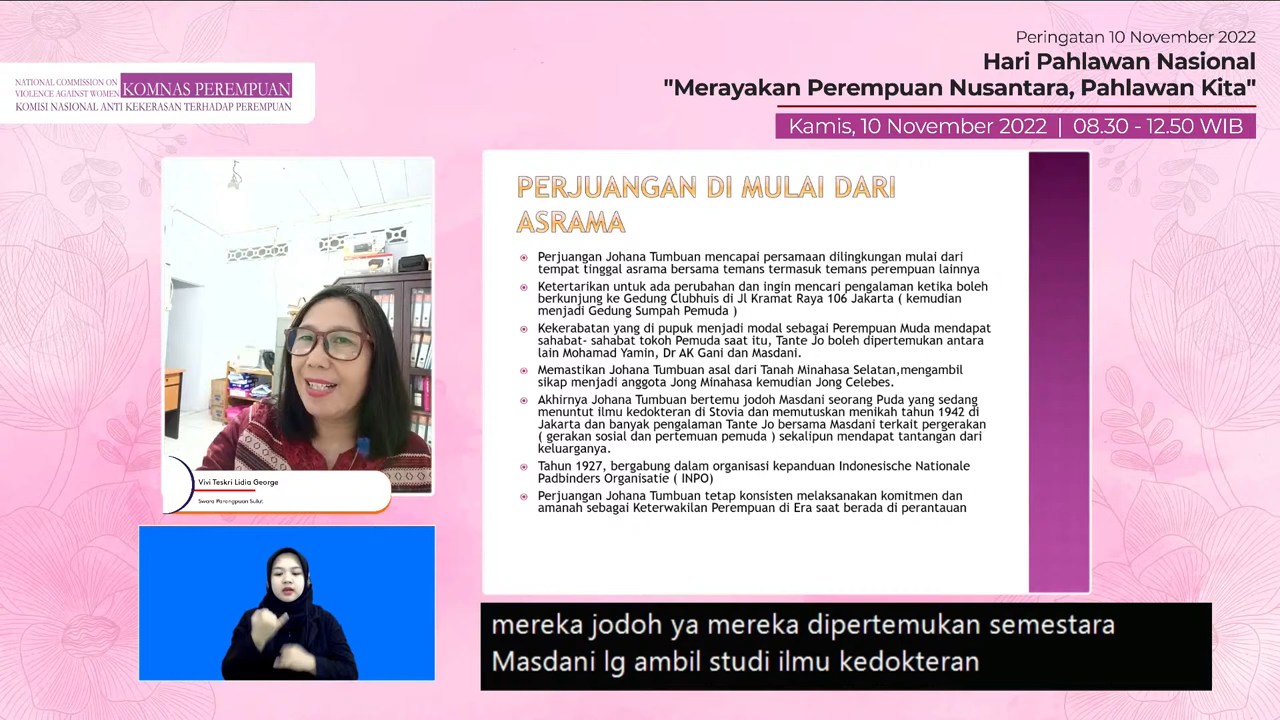 NATIONAL COMMISSION ON
VIOLENCE AGAINST WOMEN
KOMNAS PEREMPUAN
KOMISI NASIONAL ANTI KEKERASAN TERHADAP PEREMPUAN
Peringatan 10 November 2022
Hari Pahlawan Nasional
"Merayakan Perempuan Nusantara, Pahlawan Kita"
Kamis, 10 November 2022 | 08.30 - 12.50 WIB
Vivi Teskri Lidia George
Swara Parangpuan Sulut
PERJUANGAN DI MULAI DARI
ASRAMA
Perjuangan Johana Tumbuan mencapai persamaan dilingkungan mulai dari
tempat tinggal asrama bersama temans termasuk temans perempuan lainnya
Ketertarikan untuk ada perubahan dan ingin mencari pengalaman ketika boleh
berkunjung ke Gedung Clubhuis di Jl Kramat Raya 106 Jakarta ( kemudian
menjadi Gedung Sumpah Pemuda )
Kekerabatan yang di pupuk menjadi modal sebagai Perempuan Muda mendapat
sahabat- sahabat tokoh Pemuda saat itu, Tante Jo boleh dipertemukan antara
lain Mohamad Yamin, Dr AK Gani dan Masdani.
Memastikan Johana Tumbuan asal dari Tanah Minahasa Selatan,mengambil
sikap menjadi anggota Jong Minahasa kemudian Jong Celebes.
Akhirnya Johana Tumbuan bertemu jodoh Masdani seorang Puda yang sedang
menuntut ilmu kedokteran di Stovia dan memutuskan menikah tahun 1942 di
Jakarta dan banyak pengalaman Tante Jo bersama Masdani terkait pergerakan
( gerakan sosial dan pertemuan pemuda ) sekalipun mendapat tantangan dari
keluarganya.
Tahun 1927, bergabung dalam organisasi kepanduan Indonesische Nationale
Padbinders Organisatie ( INPO)
Perjuangan Johana Tumbuan tetap konsisten melaksanakan komitmen dan
amanah sebagai Keterwakilan Perempuan di Era saat berada di perantauan
mereka jodoh ya mereka dipertemukan semestara
Masdani lg ambil studi ilmu kedokteran